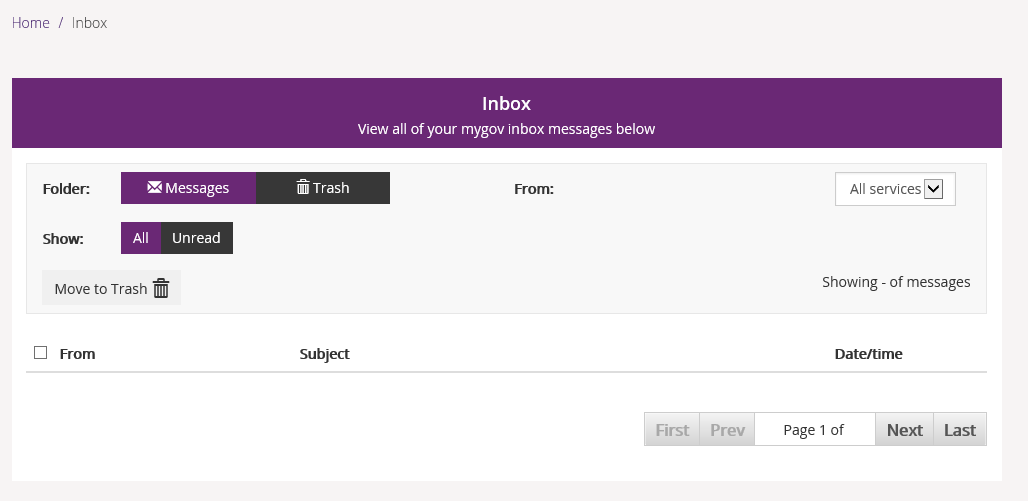 Home / Inbox
Inbox
View all of your mygov inbox messages below
Folder: Messages Trash From: All services
Show: All Unread
Move to Trash Showing - of messages
From Subject Date/time
First Prev Page 1 of Next Last